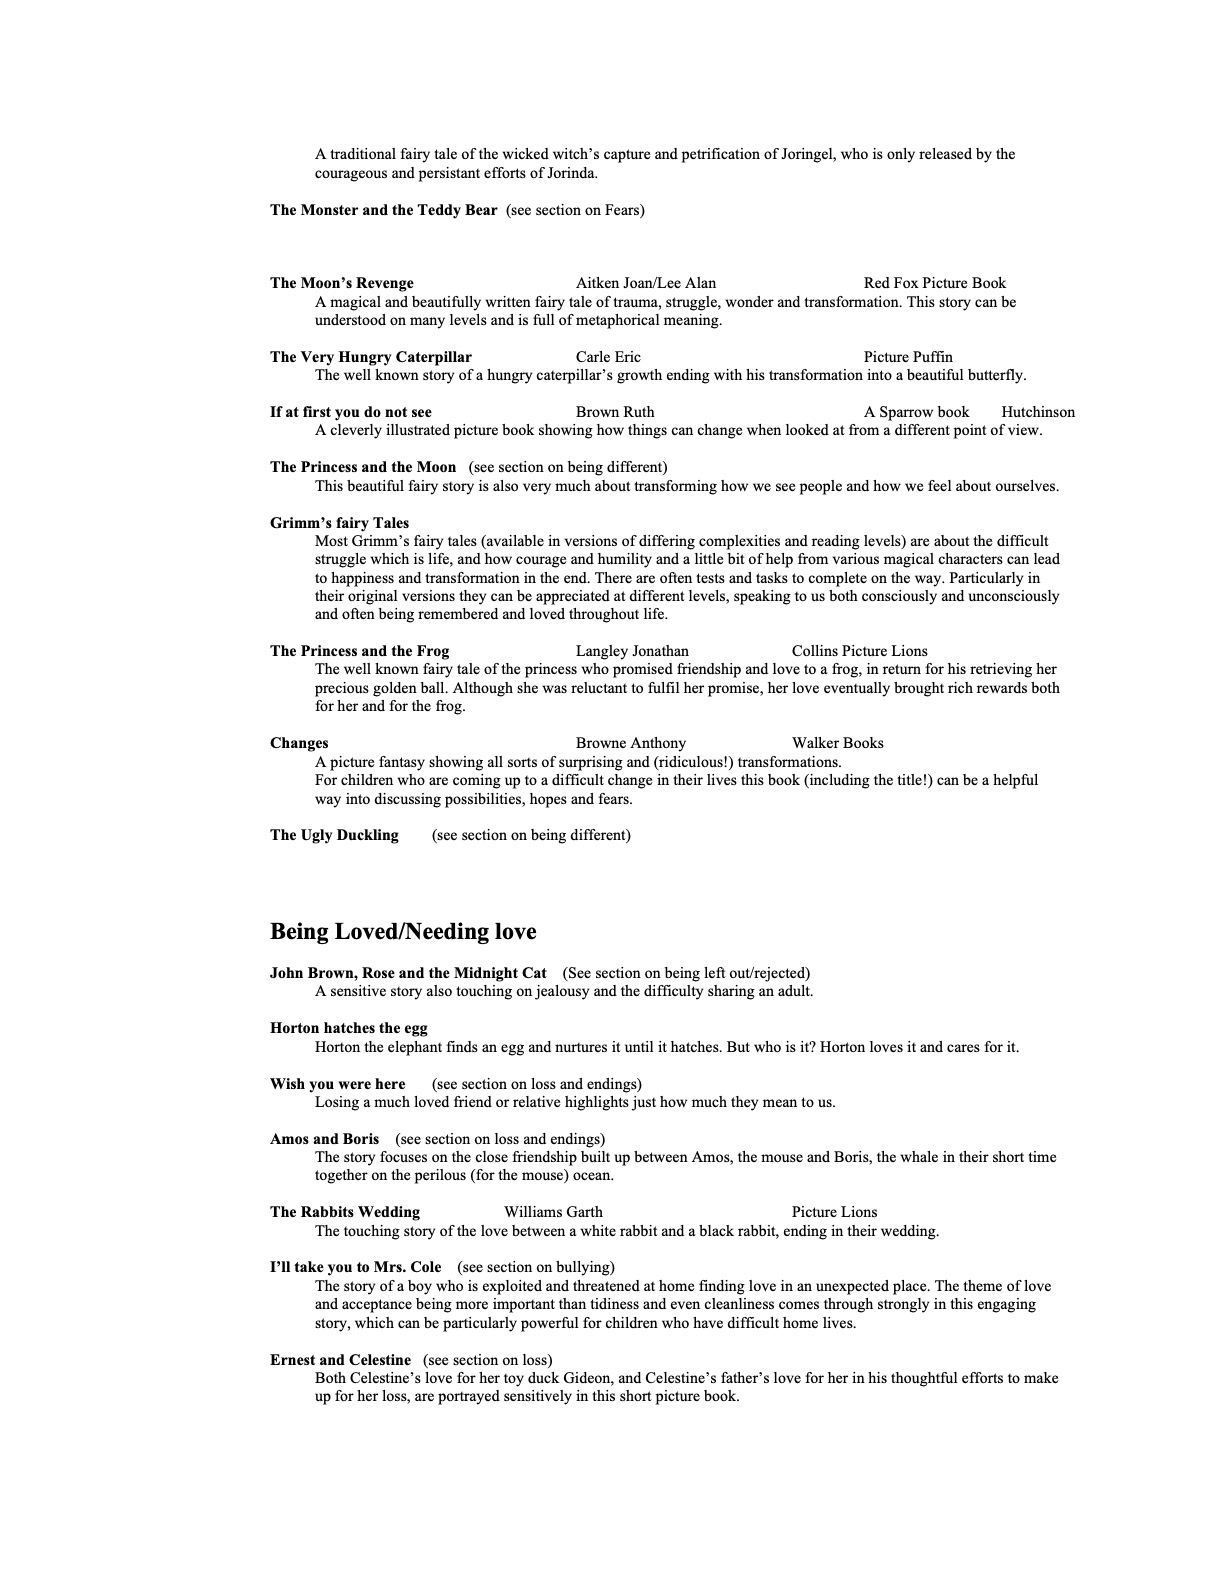 A traditional fairy tale of the wicked witch’s capture and petrification of Joringel, who is only released by the
courageous and persistant efforts of Jorinda.
The Monster and the Teddy Bear (see section on Fears)
The Moon’s Revenge Aitken Joan/Lee Alan Red Fox Picture Book
A magical and beautifully written fairy tale of trauma, struggle, wonder and transformation. This story can be
understood on many levels and is full of metaphorical meaning.
The Very Hungry Caterpillar Carle Eric Picture Puffin
The well known story of a hungry caterpillar’s growth ending with his transformation into a beautiful butterfly.
If at first you do not see Brown Ruth A Sparrow book Hutchinson
A cleverly illustrated picture book showing how things can change when looked at from a different point of view.
The Princess and the Moon (see section on being different)
This beautiful fairy story is also very much about transforming how we see people and how we feel about ourselves.
Grimm’s fairy Tales
Most Grimm’s fairy tales (available in versions of differing complexities and reading levels) are about the difficult
struggle which is life, and how courage and humility and a little bit of help from various magical characters can lead
to happiness and transformation in the end. There are often tests and tasks to complete on the way. Particularly in
their original versions they can be appreciated at different levels, speaking to us both consciously and unconsciously
and often being remembered and loved throughout life.
The Princess and the Frog Langley Jonathan Collins Picture Lions
The well known fairy tale of the princess who promised friendship and love to a frog, in return for his retrieving her
precious golden ball. Although she was reluctant to fulfil her promise, her love eventually brought rich rewards both
for her and for the frog.
Changes Browne Anthony Walker Books
A picture fantasy showing all sorts of surprising and (ridiculous!) transformations.
For children who are coming up to a difficult change in their lives this book (including the title!) can be a helpful
way into discussing possibilities, hopes and fears.
The Ugly Duckling (see section on being different)
Being Loved/Needing love
John Brown, Rose and the Midnight Cat (See section on being left out/rejected)
A sensitive story also touching on jealousy and the difficulty sharing an adult.
Horton hatches the egg
Horton the elephant finds an egg and nurtures it until it hatches. But who is it? Horton loves it and cares for it.
Wish you were here (see section on loss and endings)
Losing a much loved friend or relative highlights just how much they mean to us.
Amos and Boris (see section on loss and endings)
The story focuses on the close friendship built up between Amos, the mouse and Boris, the whale in their short time
together on the perilous (for the mouse) ocean.
The Rabbits Wedding Williams Garth Picture Lions
The touching story of the love between a white rabbit and a black rabbit, ending in their wedding.
I’ll take you to Mrs. Cole (see section on bullying)
The story of a boy who is exploited and threatened at home finding love in an unexpected place. The theme of love
and acceptance being more important than tidiness and even cleanliness comes through strongly in this engaging
story, which can be particularly powerful for children who have difficult home lives.
Ernest and Celestine (see section on loss)
Both Celestine’s love for her toy duck Gideon, and Celestine’s father’s love for her in his thoughtful efforts to make
up for her loss, are portrayed sensitively in this short picture book.